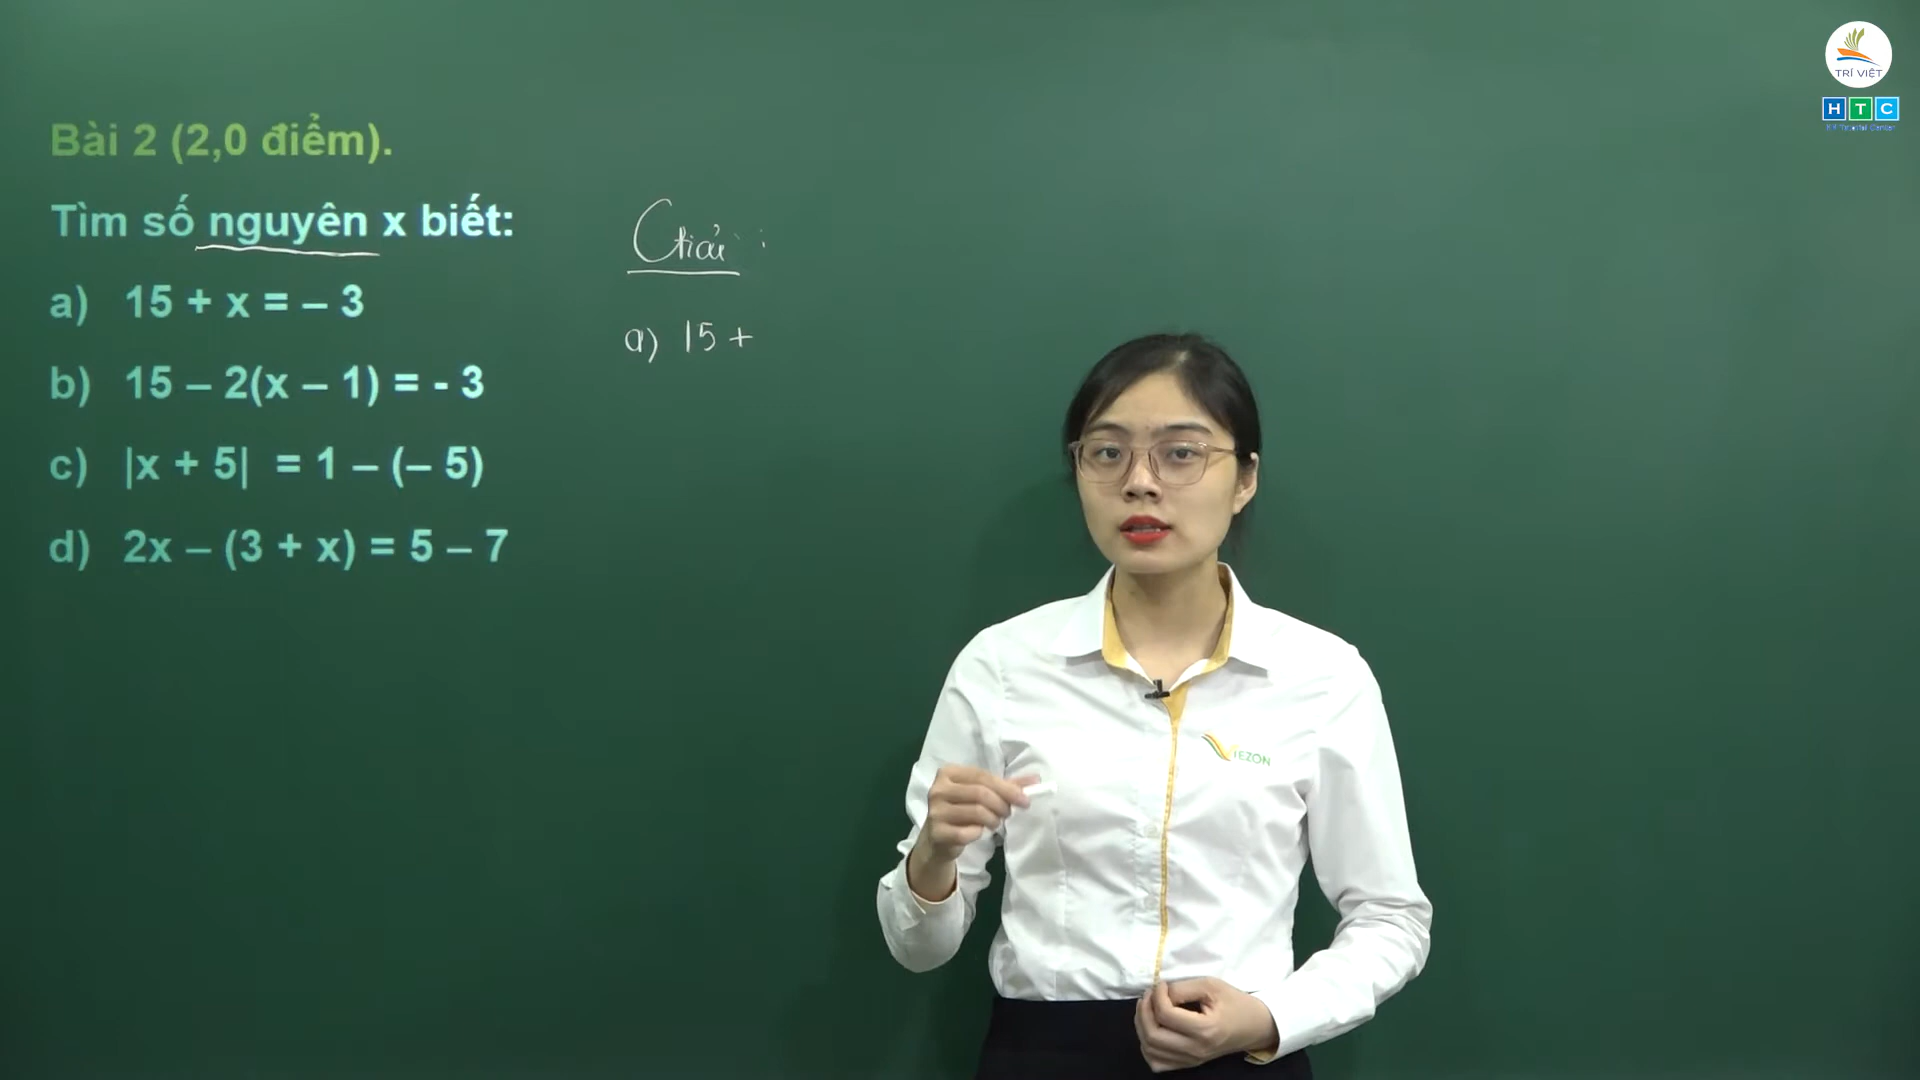 TRÍ VIỆT
HTC
Bài 2 (2,0 điểm).
Tìm số nguyên x biết:
Giải :
a) 15 + x = – 3
a) 15 +
b) 15 – 2(x – 1) = - 3
c) |x + 5| = 1 – (– 5)
d) 2x – (3 + x) = 5 – 7
VIEZON